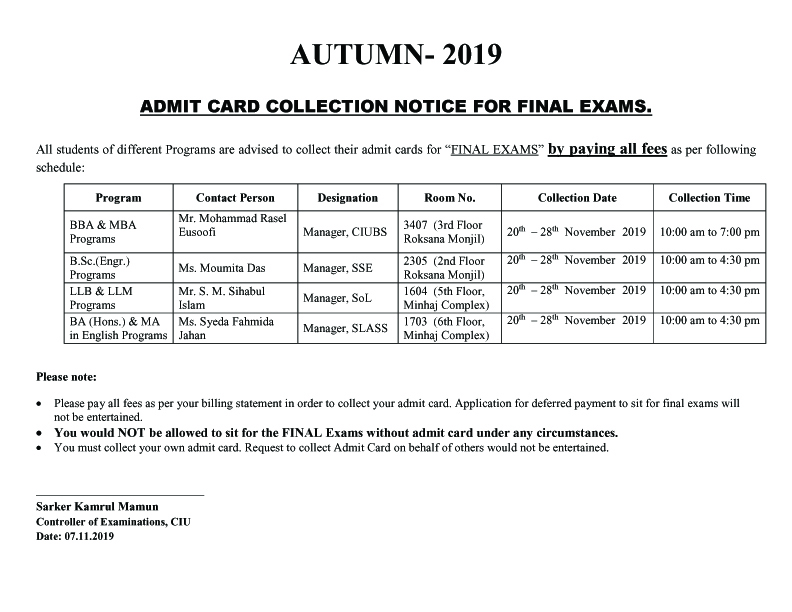 AUTUMN- 2019
ADMIT CARD COLLECTION NOTICE FOR FINAL EXAMS.
All students of different Programs are advised to collect their admit cards for “FINAL EXAMS” by paying all fees as per following
schedule:
Program Contact Person Designation Room No. Collection Date Collection Time
BBA & MBA
Programs
Mr. Mohammad Rasel
Eusoofi
Manager, CIUBS
3407 (3rd Floor
Roksana Monjil)
20th – 28th November 2019
10:00 am to 7:00 pm
B.Sc.(Engr.)
Programs
Ms. Moumita Das
Manager, SSE
2305 (2nd Floor
Roksana Monjil)
20th – 28th November 2019
10:00 am to 4:30 pm
LLB & LLM
Programs
Mr. S. M. Sihabul
Islam
Manager, SoL
1604 (5th Floor,
Minhaj Complex)
20th – 28th November 2019
10:00 am to 4:30 pm
BA (Hons.) & MA
in English Programs
Ms. Syeda Fahmida
Jahan
Manager, SLASS
1703 (6th Floor,
Minhaj Complex)
20th – 28th November 2019
10:00 am to 4:30 pm
Please note:
• Please pay all fees as per your billing statement in order to collect your admit card. Application for deferred payment to sit for final exams will
not be entertained.
• You would NOT be allowed to sit for the FINAL Exams without admit card under any circumstances.
• You must collect your own admit card. Request to collect Admit Card on behalf of others would not be entertained.
Sarker Kamrul Mamun
Controller of Examinations, CIU
Date: 07.11.2019